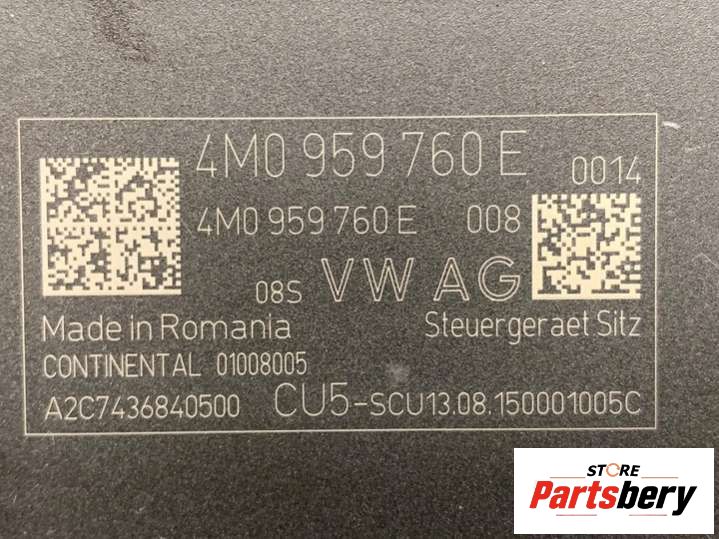 4M0 959 760 E
0014
4M0 959 760 E 008
08S VW AG
Made in Romania Steuergeraet Sitz
CONTINENTAL 01008005
A2C7436840500 CU5-SCU13.08.150001005C
STORE
Partsbery